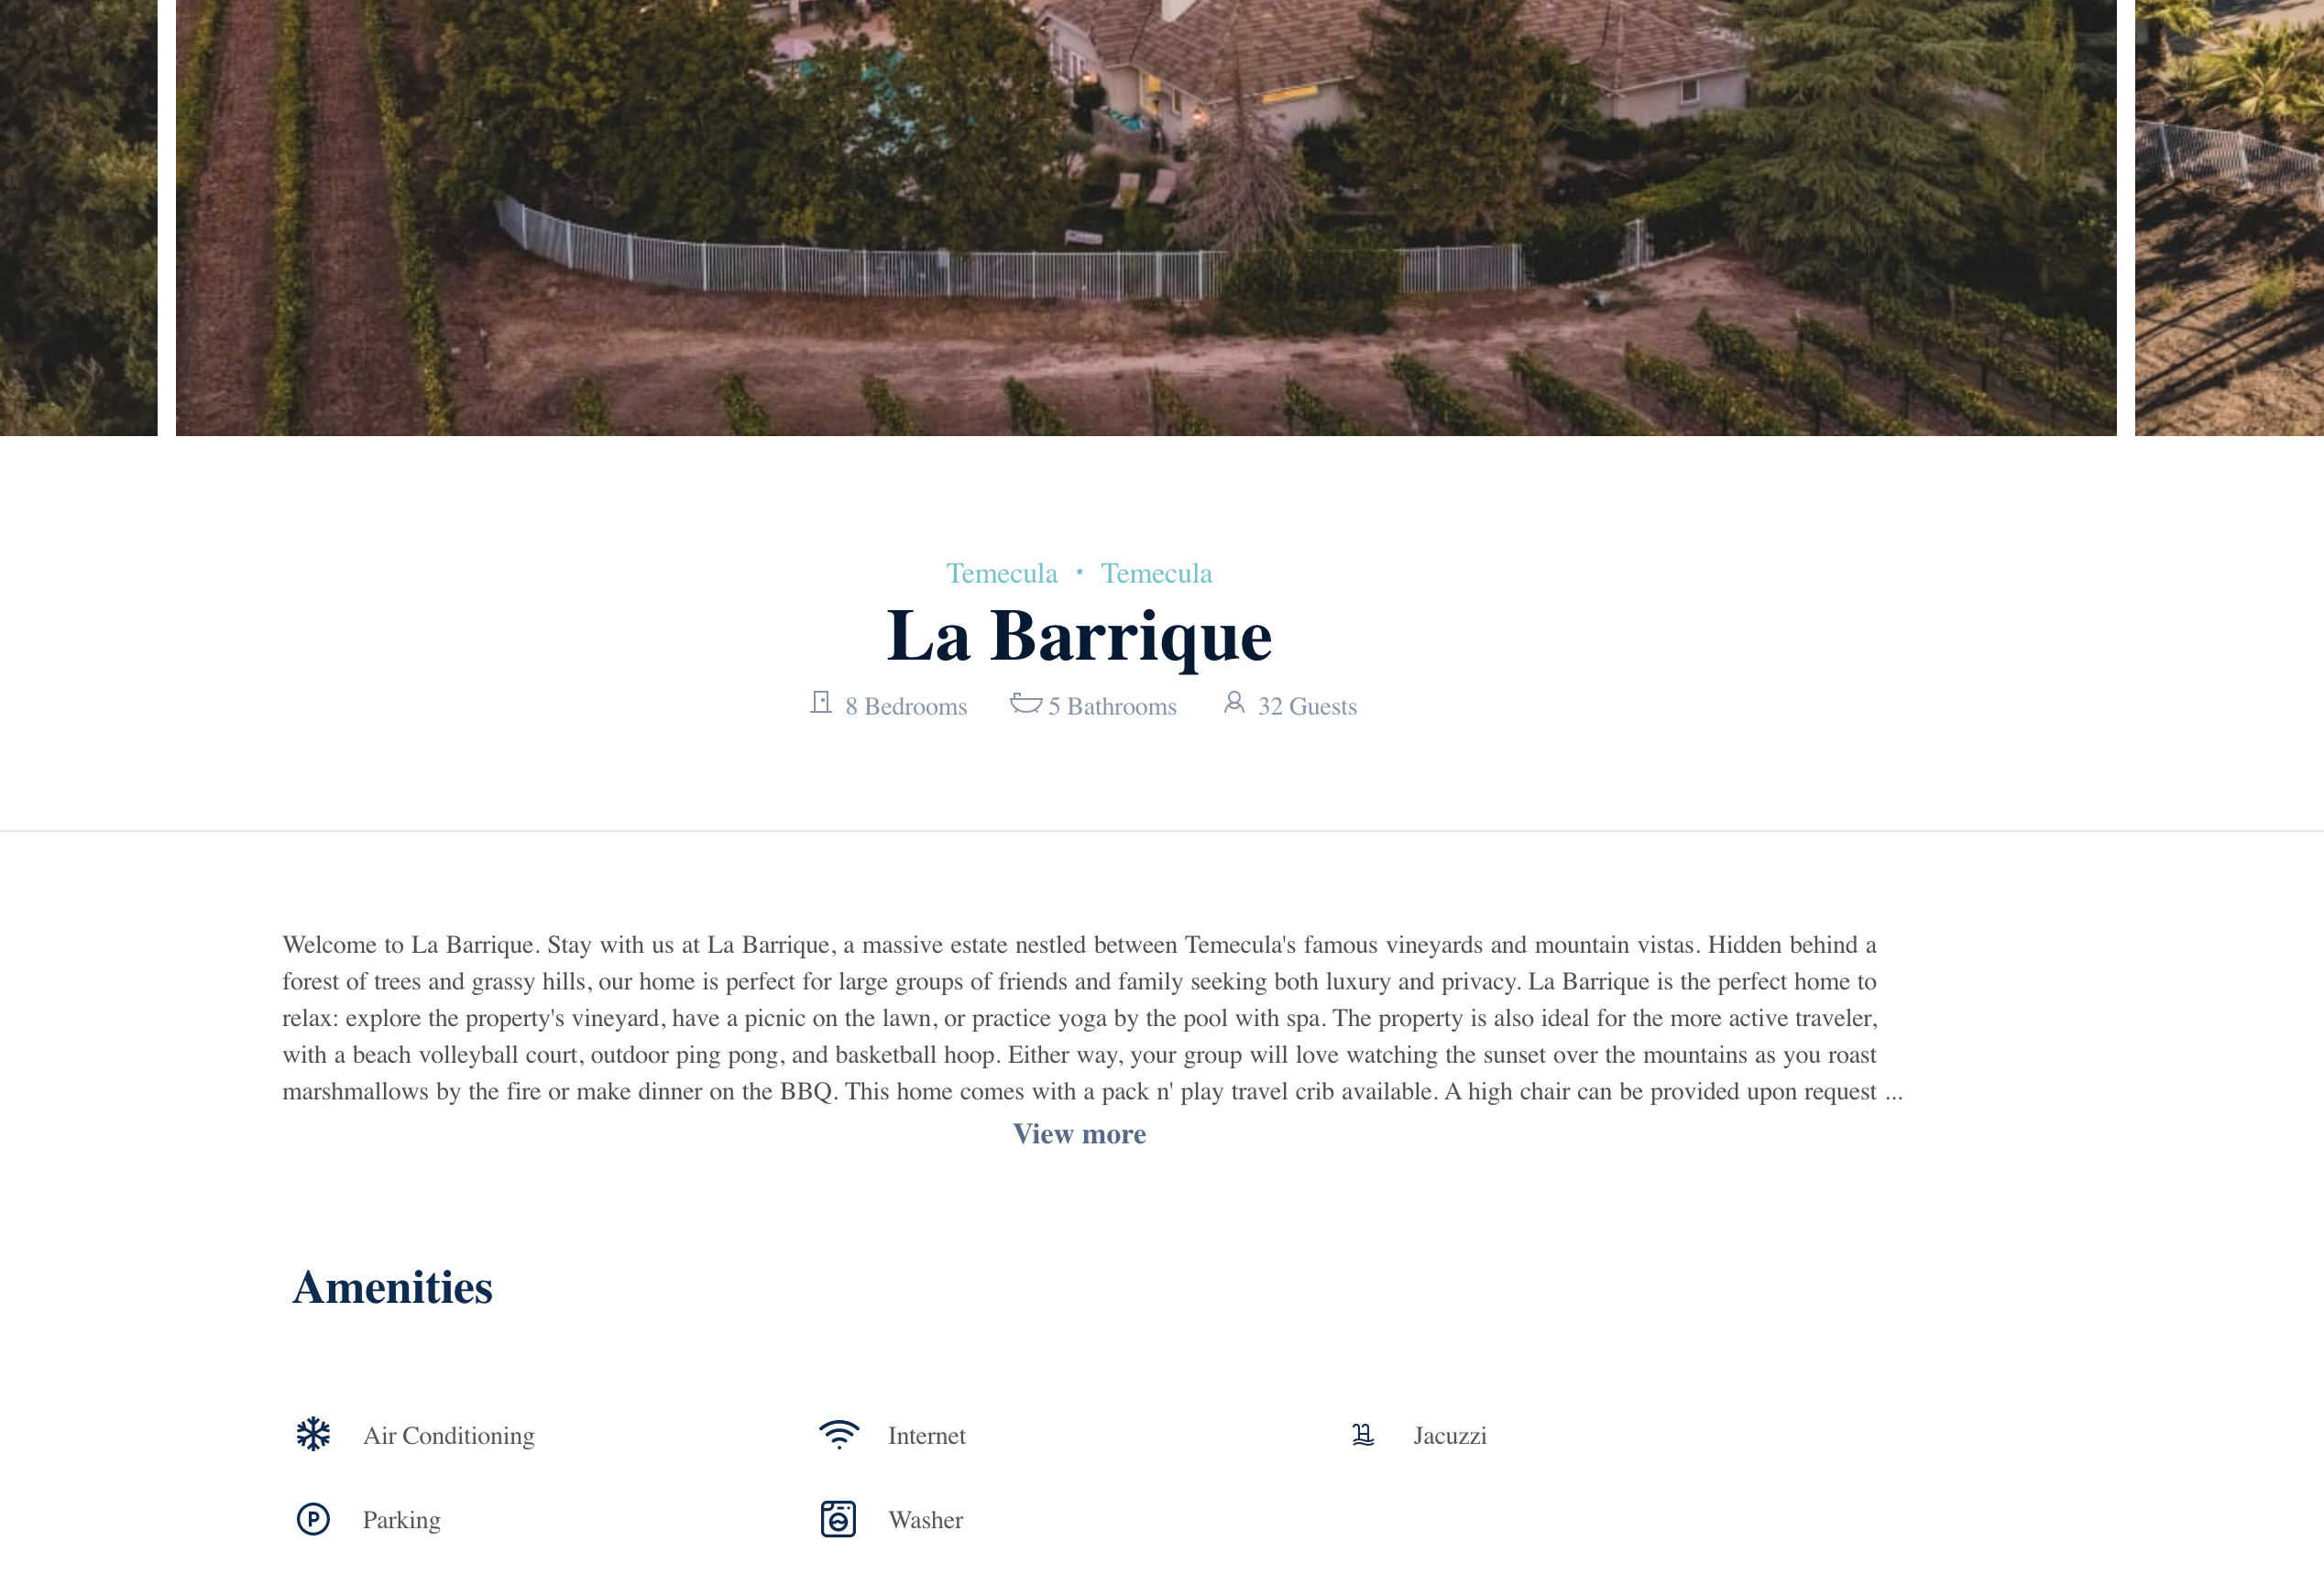 Temecula • Temecula
La Barrique
8 Bedrooms 5 Bathrooms 32 Guests
Welcome to La Barrique. Stay with us at La Barrique, a massive estate nestled between Temecula's famous vineyards and mountain vistas. Hidden behind a
forest of trees and grassy hills, our home is perfect for large groups of friends and family seeking both luxury and privacy. La Barrique is the perfect home to
relax: explore the property's vineyard, have a picnic on the lawn, or practice yoga by the pool with spa. The property is also ideal for the more active traveler,
with a beach volleyball court, outdoor ping pong, and basketball hoop. Either way, your group will love watching the sunset over the mountains as you roast
marshmallows by the fire or make dinner on the BBQ. This home comes with a pack n' play travel crib available. A high chair can be provided upon request ...
View more
Amenities
Air Conditioning Internet Jacuzzi
P Parking Washer